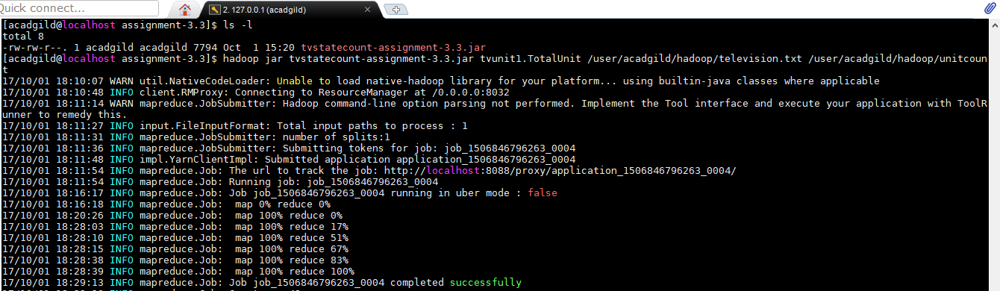 Quick connect...
2. 127.0.0.1 (acadgild)
[acadgild@localhost assignment-3.3]$ ls -l
total 8
-rw-rw-r--. 1 acadgild acadgild 7794 Oct  1 15:20 tvstatecount-assignment-3.3.jar
[acadgild@localhost assignment-3.3]$ hadoop jar tvstatecount-assignment-3.3.jar tvunit1.TotalUnit /user/acadgild/hadoop/television.txt /user/acadgild/hadoop/unitcoun
t
17/10/01 18:10:07 WARN util.NativeCodeLoader: Unable to load native-hadoop library for your platform... using builtin-java classes where applicable
17/10/01 18:10:48 INFO client.RMProxy: Connecting to ResourceManager at /0.0.0.0:8032
17/10/01 18:11:14 WARN mapreduce.JobSubmitter: Hadoop command-line option parsing not performed. Implement the Tool interface and execute your application with ToolR
unner to remedy this.
17/10/01 18:11:27 INFO input.FileInputFormat: Total input paths to process : 1
17/10/01 18:11:31 INFO mapreduce.JobSubmitter: number of splits:1
17/10/01 18:11:36 INFO mapreduce.JobSubmitter: Submitting tokens for job: job_1506846796263_0004
17/10/01 18:11:48 INFO impl.YarnClientImpl: Submitted application application_1506846796263_0004
17/10/01 18:11:54 INFO mapreduce.Job: The url to track the job: http://localhost:8088/proxy/application_1506846796263_0004/
17/10/01 18:11:54 INFO mapreduce.Job: Running job: job_1506846796263_0004
17/10/01 18:16:17 INFO mapreduce.Job: Job job_1506846796263_0004 running in uber mode : false
17/10/01 18:16:18 INFO mapreduce.Job:  map 0% reduce 0%
17/10/01 18:20:26 INFO mapreduce.Job:  map 100% reduce 0%
17/10/01 18:28:03 INFO mapreduce.Job:  map 100% reduce 17%
17/10/01 18:28:10 INFO mapreduce.Job:  map 100% reduce 51%
17/10/01 18:28:15 INFO mapreduce.Job:  map 100% reduce 67%
17/10/01 18:28:38 INFO mapreduce.Job:  map 100% reduce 83%
17/10/01 18:28:39 INFO mapreduce.Job:  map 100% reduce 100%
17/10/01 18:29:13 INFO mapreduce.Job: Job job_1506846796263_0004 completed successfully